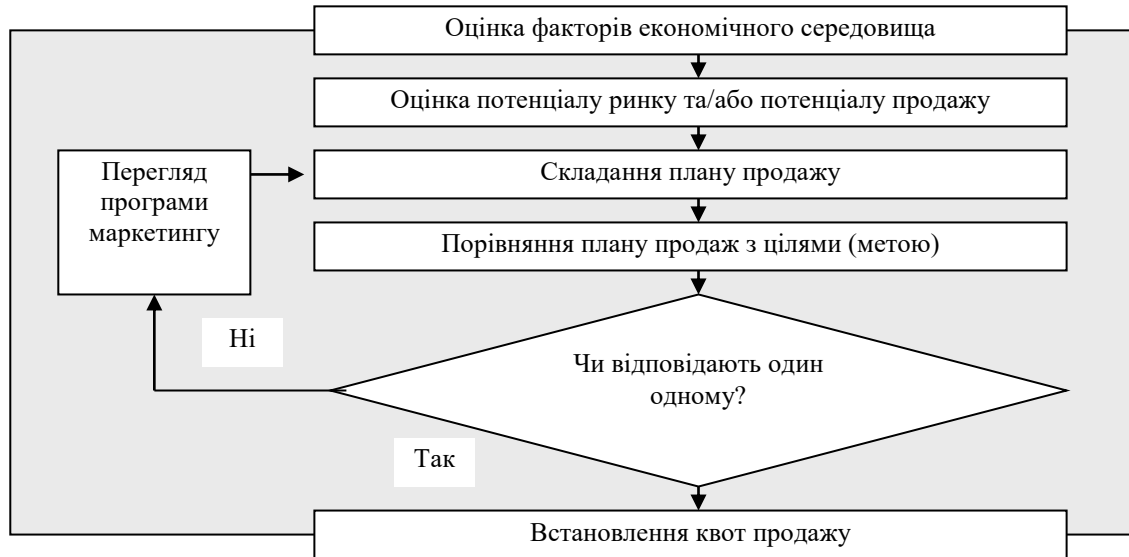 Оцінка факторів економічного середовища
Оцінка потенціалу ринку та/або потенціалу продажу
Перегляд
програми
маркетингу
Складання плану продажу
Порівняння плану продаж з цілями (метою)
Ні
Чи відповідають один
одному?
Так
Встановлення квот продажу